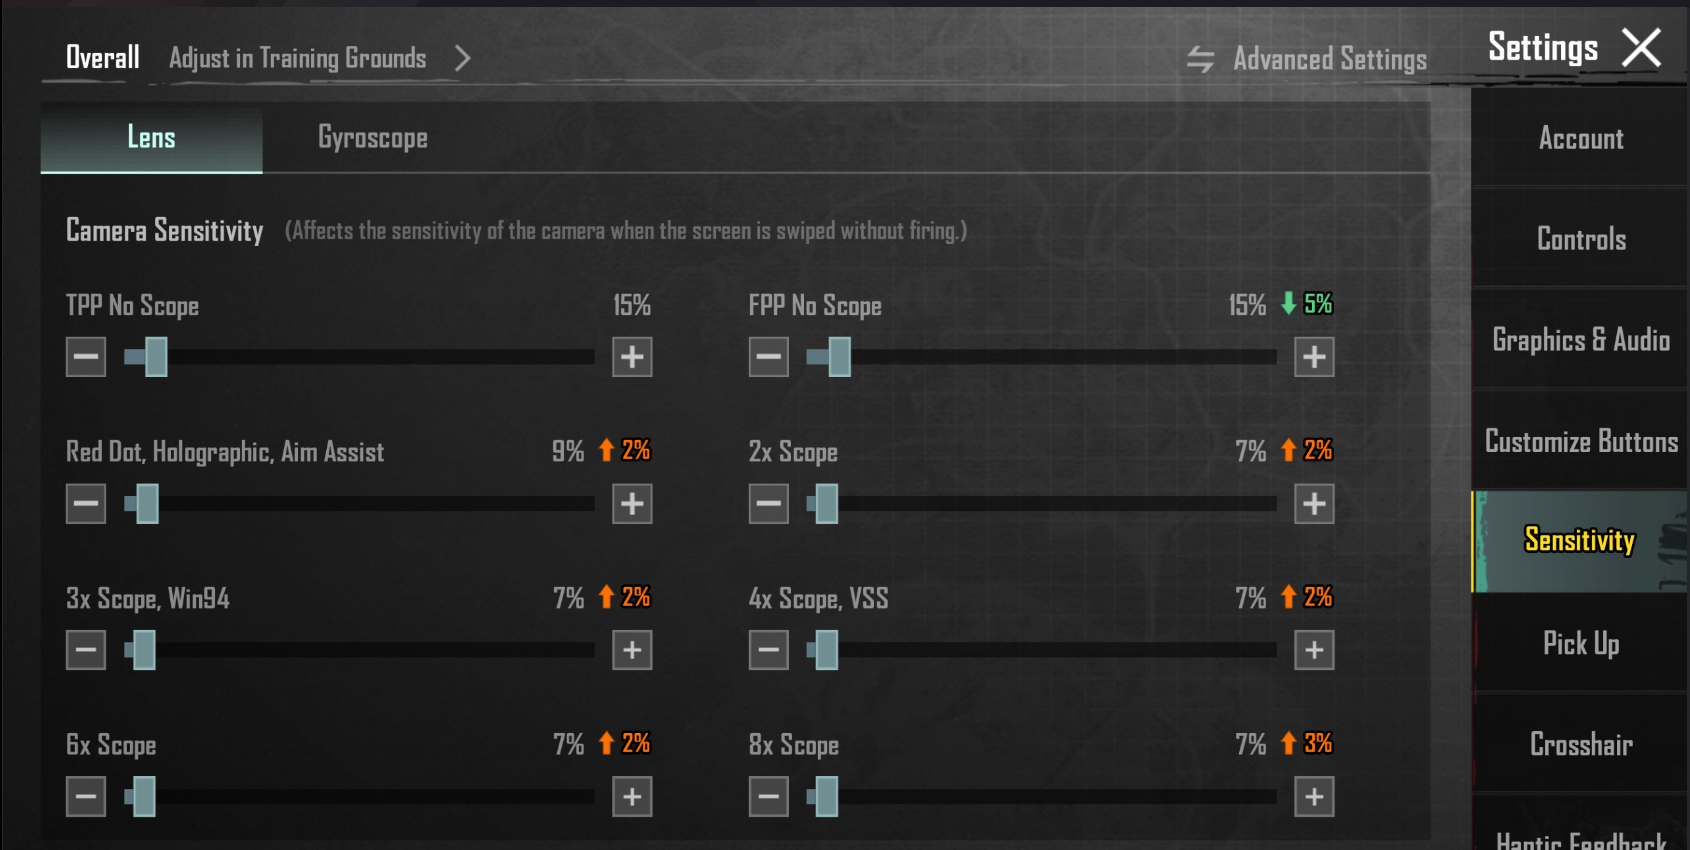 Overall Adjust in Training Grounds
Advanced Settings
Settings
Lens Gyroscope
Camera Sensitivity (Affects the sensitivity of the camera when the screen is swiped without firing.)
TPP No Scope 15%
FPP No Scope 15% 5%
Red Dot, Holographic, Aim Assist 9% 2%
2x Scope 7% 2%
3x Scope, Win94 7% 2%
4x Scope, VSS 7% 2%
6x Scope 7% 2%
8x Scope 7% 3%
Account
Controls
Graphics & Audio
Customize Buttons
Sensitivity
Pick Up
Crosshair
Haptic Feedback